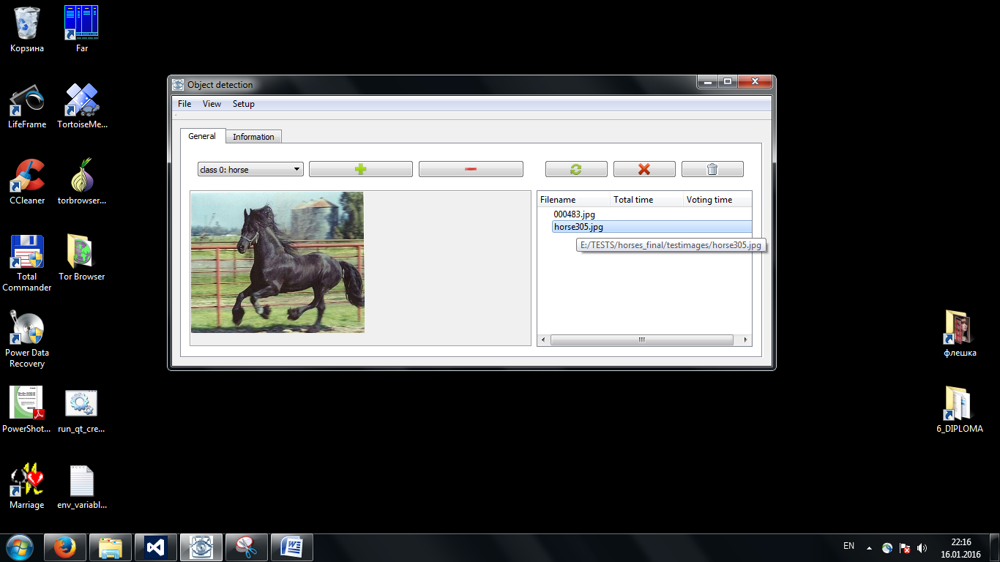 Корзина
Far
LifeFrame
TortoiseMe...
CCleaner
torbrowser...
Total
Commander
Tor Browser
Power Data
Recovery
PowerShot...
run_qt_cre...
Marriage
env_variabl...
Object detection
File View Setup
General Information
class 0: horse
Filename Total time Voting time
000483.jpg
horse305.jpg
E:/TESTS/horses_final/testimages/horse305.jpg
флешка
6_DIPLOMA
EN
22:16
16.01.2016